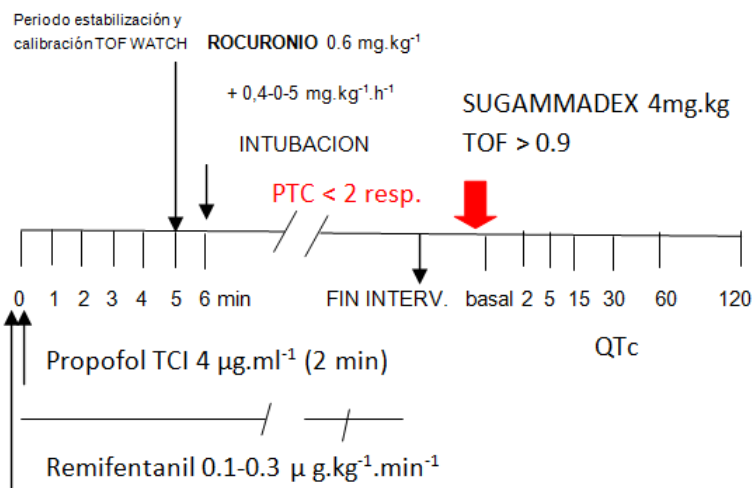 Periodo estabilización y
calibración TOF WATCH
ROCURONIO 0.6 mg.kg⁻¹
+ 0,4-0-5 mg.kg⁻¹.h⁻¹
INTUBACION
SUGAMMADEX 4mg.kg
TOF > 0.9
PTC < 2 resp.
0 1 2 3 4 5 6 min FIN INTERV. basal 2 5 15 30 60 120
QTc
Propofol TCI 4 µg.ml⁻¹ (2 min)
Remifentanil 0.1-0.3 µ g.kg⁻¹.min⁻¹